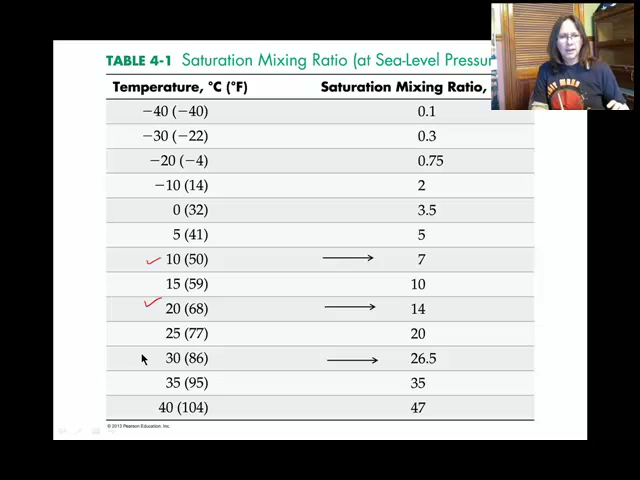 TABLE 4-1 Saturation Mixing Ratio (at Sea-Level Pressur
Temperature, °C (°F) Saturation Mixing Ratio,
−40 (−40) 0.1
−30 (−22) 0.3
−20 (−4) 0.75
−10 (14) 2
0 (32) 3.5
5 (41) 5
10 (50) 7
15 (59) 10
20 (68) 14
25 (77) 20
30 (86) 26.5
35 (95) 35
40 (104) 47
© 2013 Pearson Education, Inc.